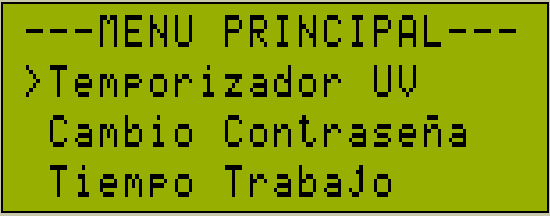 ---MENU PRINCIPAL---
>Temporizador UV
Cambio Contraseña
Tiempo Trabajo